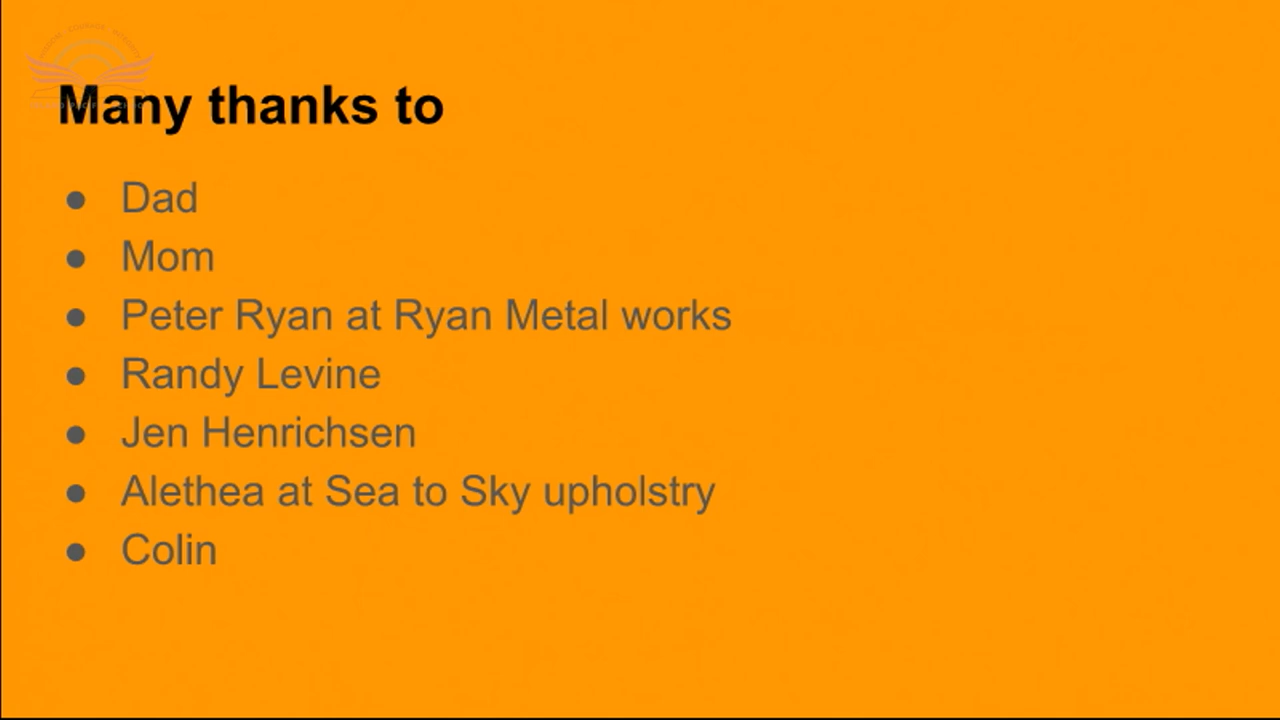 Many thanks to
Dad
Mom
Peter Ryan at Ryan Metal works
Randy Levine
Jen Henrichsen
Alethea at Sea to Sky upholstry
Colin